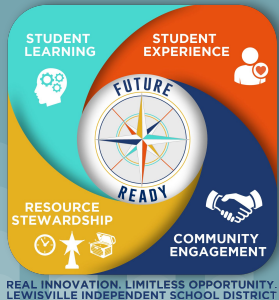 STUDENT
LEARNING
STUDENT
EXPERIENCE
FUTURE
READY
RESOURCE
STEWARDSHIP
COMMUNITY
ENGAGEMENT
REAL INNOVATION. LIMITLESS OPPORTUNITY
LEWISVILLE INDEPENDENT SCHOOL DISTRICT